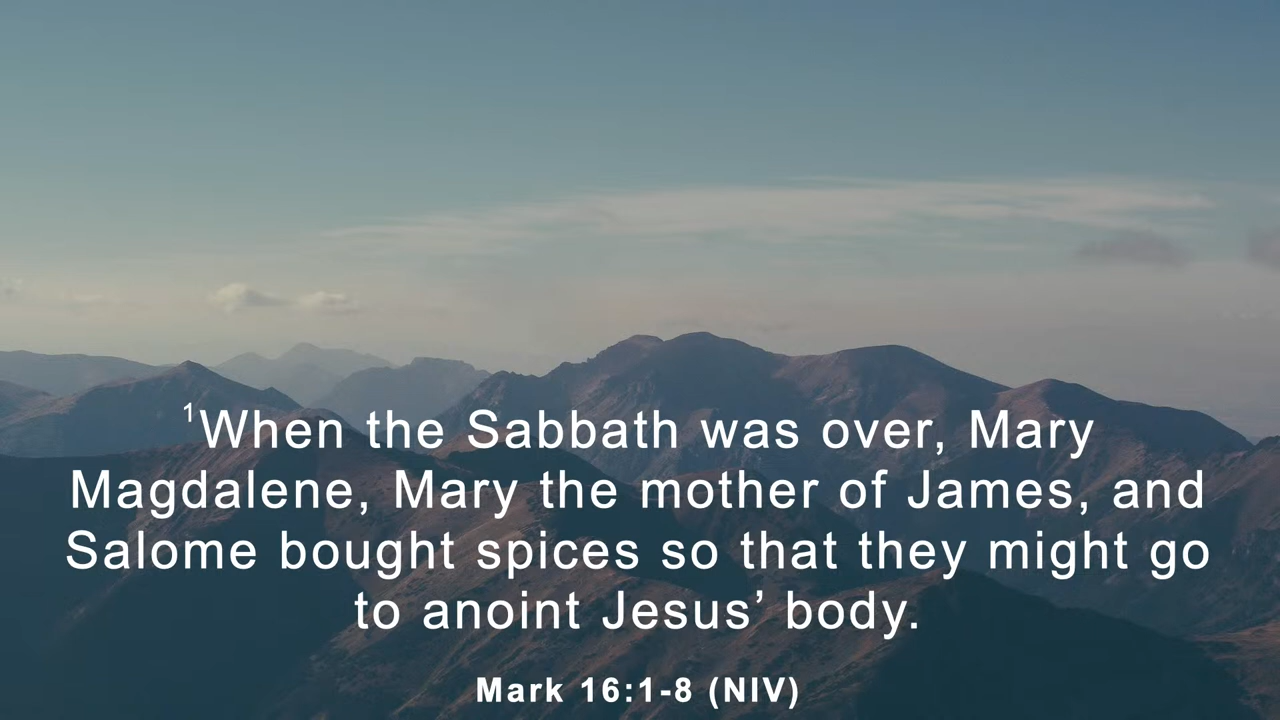 ¹When the Sabbath was over, Mary
Magdalene, Mary the mother of James, and
Salome bought spices so that they might go
to anoint Jesus’ body.
Mark 16:1-8 (NIV)